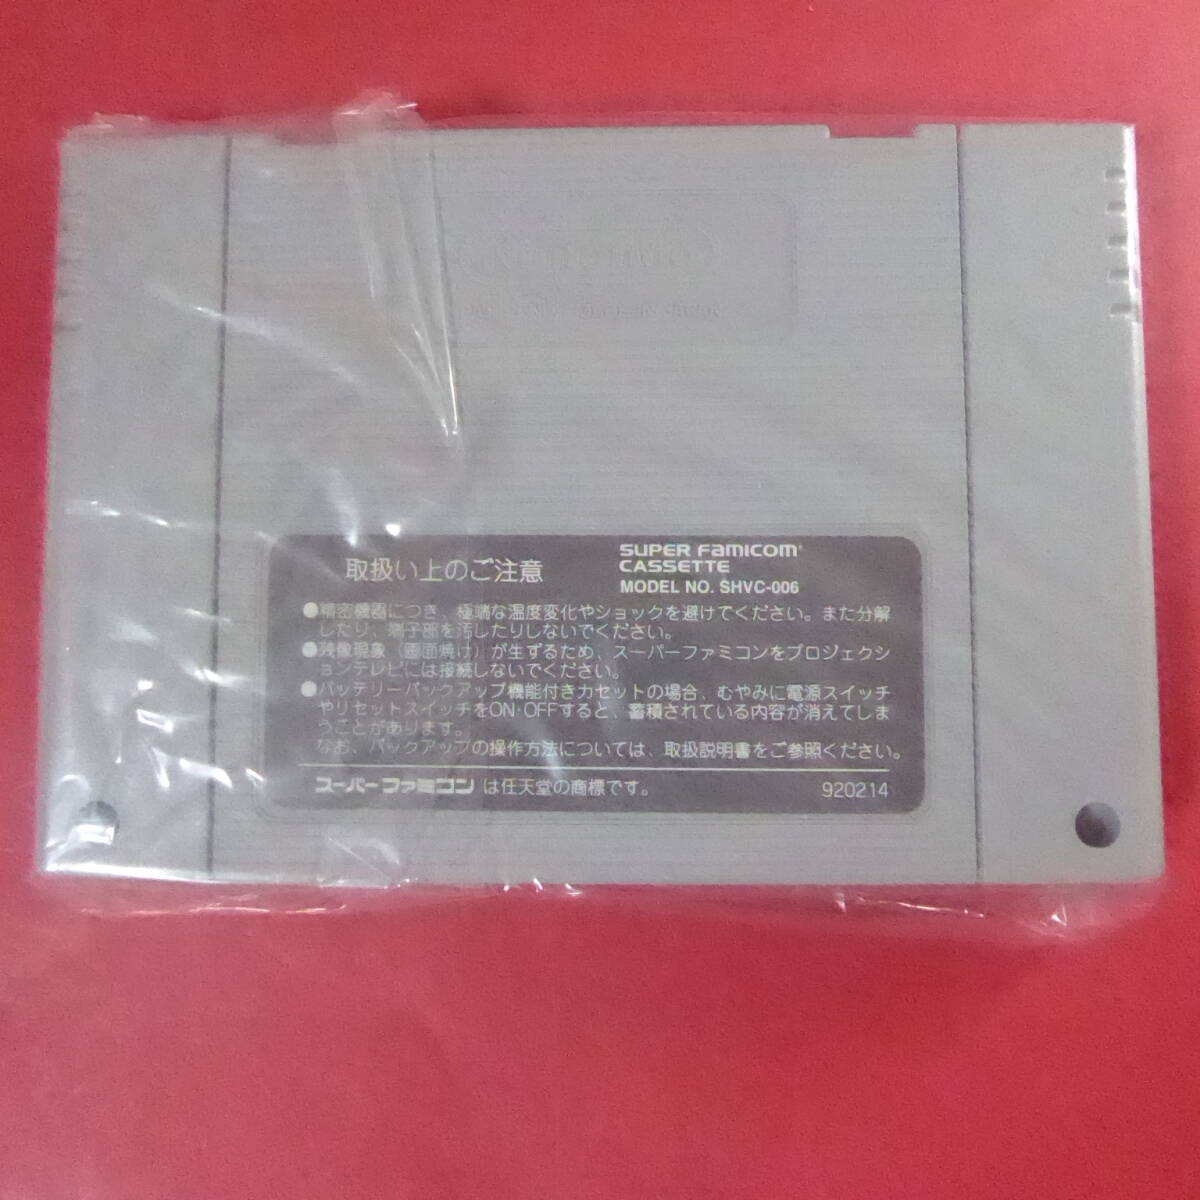 取扱い上のご注意
SUPER FAMICOM
CASSETTE
MODEL NO. SHVC-006
●精密機器につき、極端な温度変化やショックを避けてください。また分解
したり、端子部を汚したりしないでください。
●残像現象（画面焼け）が生ずるため、スーパーファミコンをプロジェクシ
ョンテレビには接続しないでください。
●バッテリーバックアップ機能付きカセットの場合、むやみに電源スイッチ
やリセットスイッチをON・OFFすると、蓄積されている内容が消えてしま
うことがあります。
なお、バックアップの操作方法については、取扱説明書をご参照ください。
スーパーファミコンは任天堂の商標です。 920214